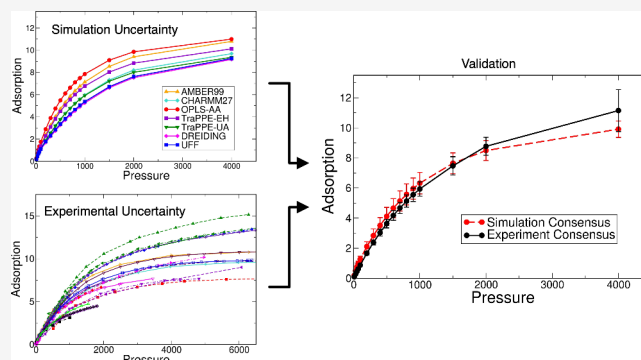 Simulation Uncertainty
Adsorption
12
10
8
6
4
2
0
AMBER99
CHARMM27
OPLS-AA
TraPPE-EH
TraPPE-UA
DREIDING
UFF
0 1000 2000 3000 4000
Pressure
Experimental Uncertainty
Adsorption
15
10
5
0
0 2000 4000 6000
Pressure
Validation
Adsorption
12
10
8
6
4
2
0
Simulation Consensus
Experiment Consensus
0 1000 2000 3000 4000
Pressure